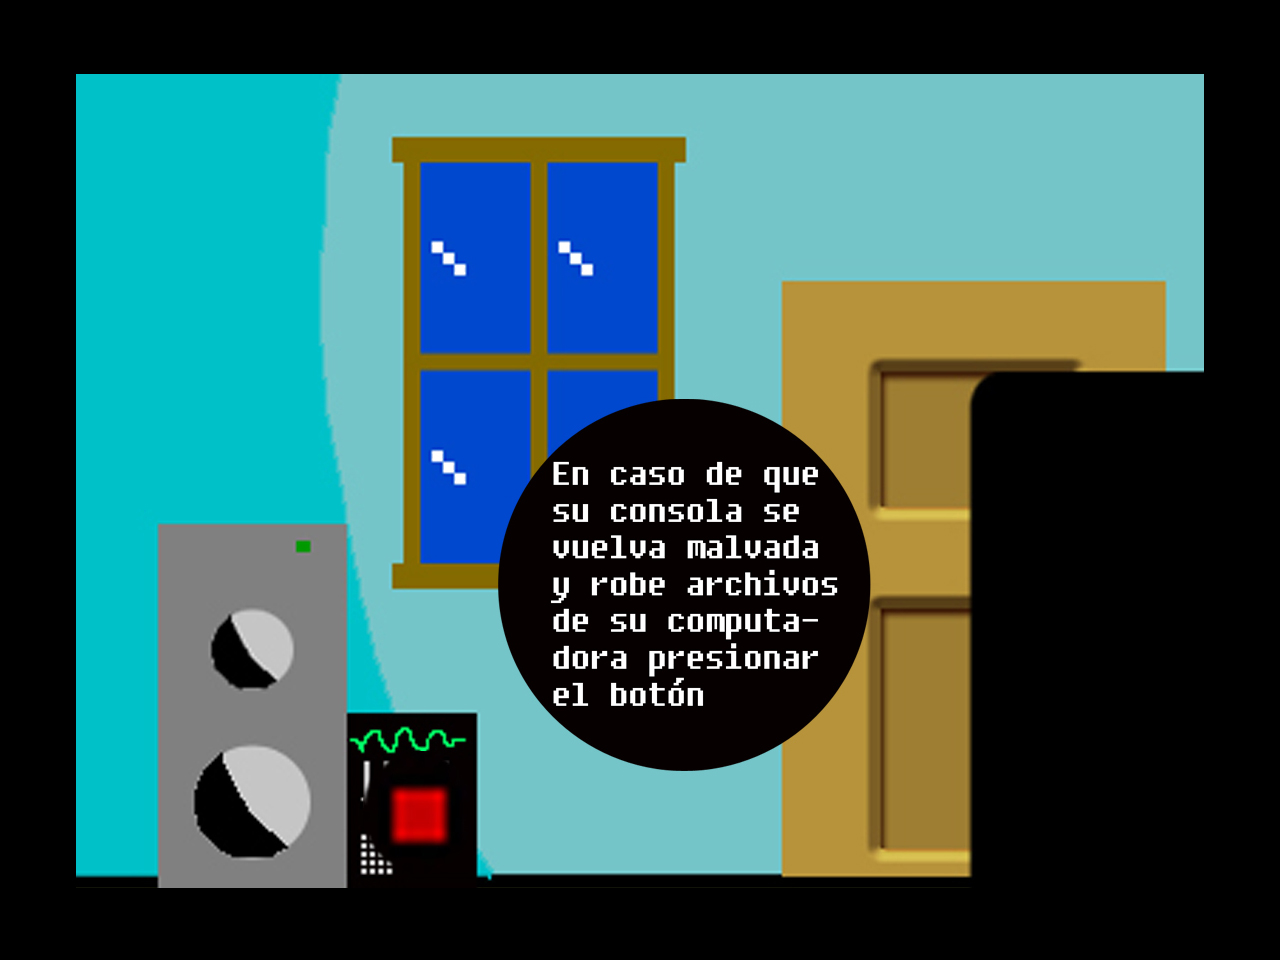 En caso de que
su consola se
vuelva malvada
y robe archivos
de su computa-
dora presionar
el botón